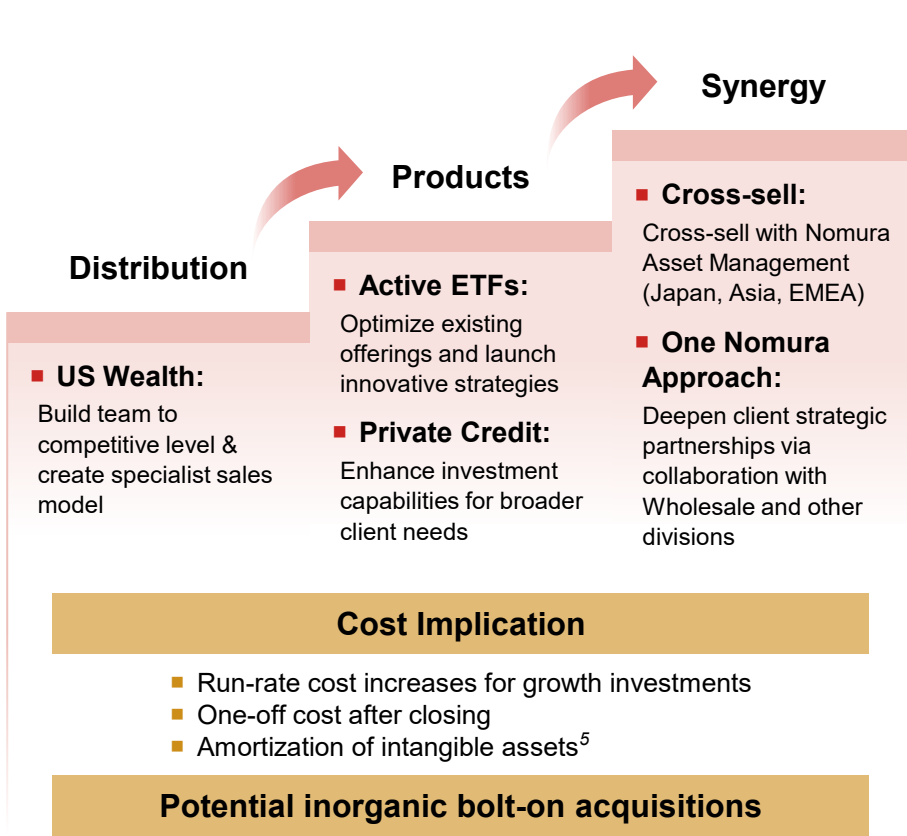 Distribution
■ US Wealth:
Build team to
competitive level &
create specialist sales
model
Products
■ Active ETFs:
Optimize existing
offerings and launch
innovative strategies
■ Private Credit:
Enhance investment
capabilities for broader
client needs
Synergy
■ Cross-sell:
Cross-sell with Nomura
Asset Management
(Japan, Asia, EMEA)
■ One Nomura
Approach:
Deepen client strategic
partnerships via
collaboration with
Wholesale and other
divisions
Cost Implication
■ Run-rate cost increases for growth investments
■ One-off cost after closing
■ Amortization of intangible assets⁵
Potential inorganic bolt-on acquisitions